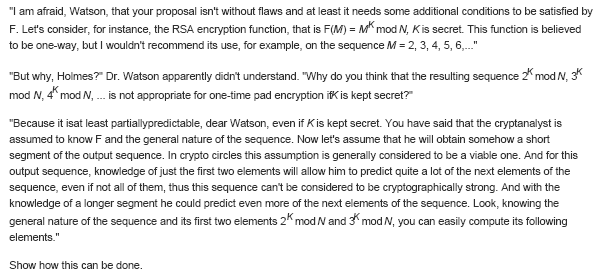 "I am afraid, Watson, that your proposal isn't without flaws and at least it needs some additional conditions to be satisfied by
F. Let's consider, for instance, the RSA encryption function, that is F(M) = M^K mod N, K is secret. This function is believed
to be one-way, but I wouldn't recommend its use, for example, on the sequence M = 2, 3, 4, 5, 6,..."
"But why, Holmes?" Dr. Watson apparently didn't understand. "Why do you think that the resulting sequence 2^K mod N, 3^K
mod N, 4^K mod N, ... is not appropriate for one-time pad encryption ifK is kept secret?"
"Because it isat least partiallypredictable, dear Watson, even if K is kept secret. You have said that the cryptanalyst is
assumed to know F and the general nature of the sequence. Now let's assume that he will obtain somehow a short
segment of the output sequence. In crypto circles this assumption is generally considered to be a viable one. And for this
output sequence, knowledge of just the first two elements will allow him to predict quite a lot of the next elements of the
sequence, even if not all of them, thus this sequence can't be considered to be cryptographically strong. And with the
knowledge of a longer segment he could predict even more of the next elements of the sequence. Look, knowing the
general nature of the sequence and its first two elements 2^K mod N and 3^K mod N, you can easily compute its following
elements."
Show how this can be done.